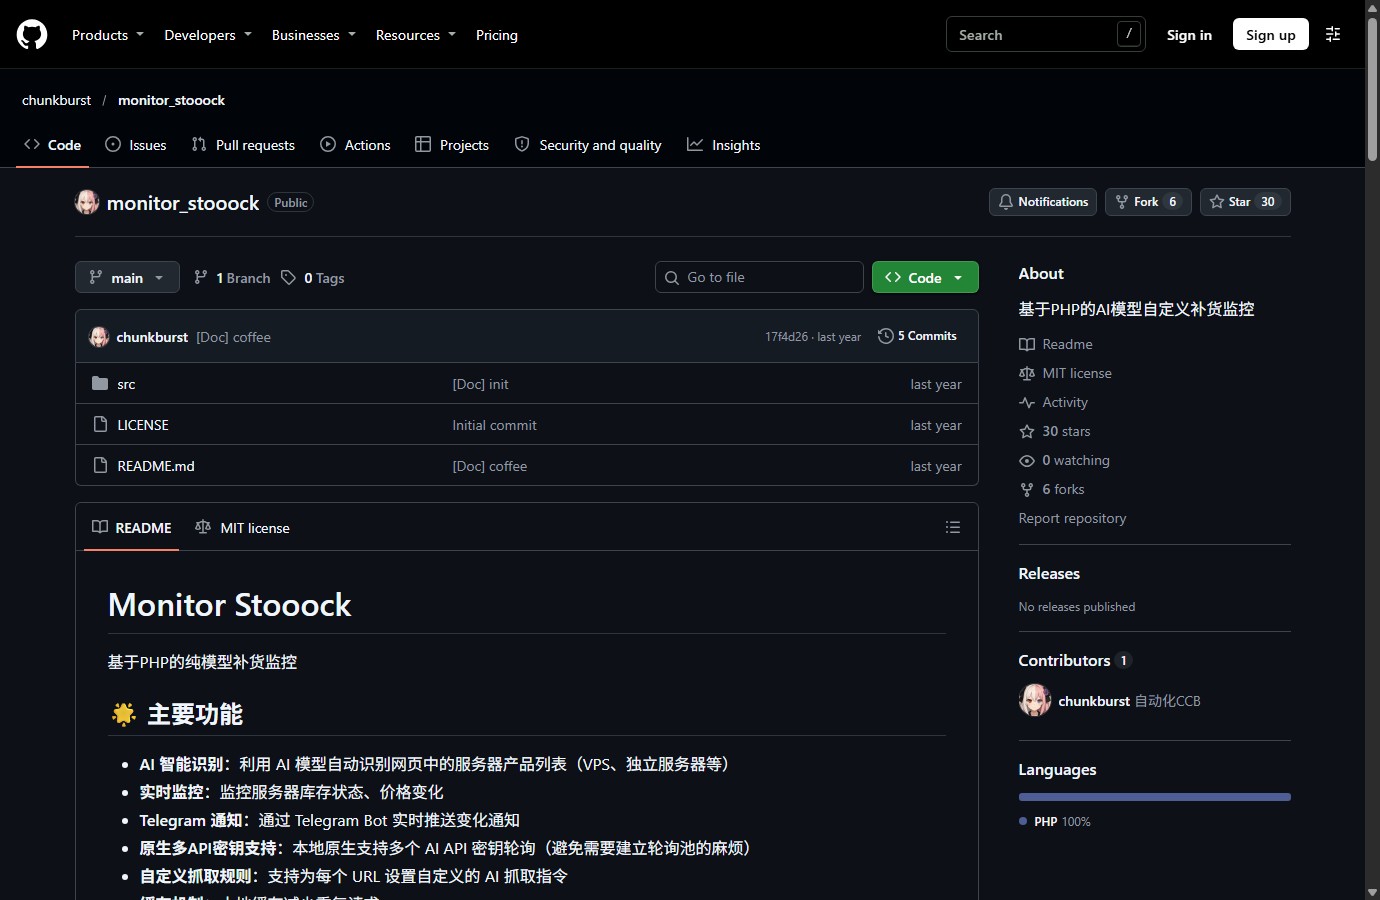 Products Developers Businesses Resources Pricing Search / Sign in Sign up
chunkburst / monitor_stooock
Code Issues Pull requests Actions Projects Security and quality Insights
monitor_stooock Public Notifications Fork 6 Star 30
main 1 Branch 0 Tags Go to file Code
chunkburst [Doc] coffee 17f4d26 · last year 5 Commits
src [Doc] init last year
LICENSE Initial commit last year
README.md [Doc] coffee last year
README MIT license
Monitor Stooock
基于PHP的纯模型补货监控
🌟 主要功能
AI 智能识别：利用 AI 模型自动识别网页中的服务器产品列表（VPS、独立服务器等）
实时监控：监控服务器库存状态、价格变化
Telegram 通知：通过 Telegram Bot 实时推送变化通知
原生多API密钥支持：本地原生支持多个 AI API 密钥轮询（避免需要建立轮询池的麻烦）
自定义抓取规则：支持为每个 URL 设置自定义的 AI 抓取指令
About
基于PHP的AI模型自定义补货监控
Readme
MIT license
Activity
30 stars
0 watching
6 forks
Report repository
Releases
No releases published
Contributors 1
chunkburst 自动化CCB
Languages
PHP 100%